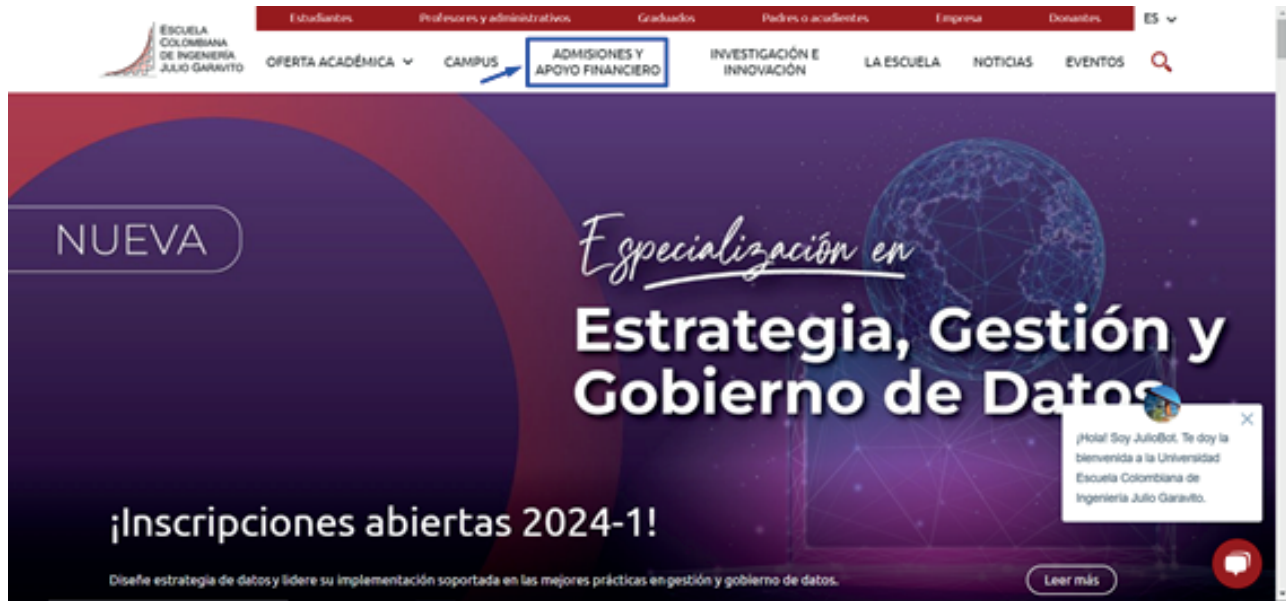 Estudiantes Profesores y administrativos Graduados Padres o acudientes Empresa Donantes ES
ESCUELA
COLOMBIANA
DE INGENIERÍA
JULIO GARAVITO
OFERTA ACADÉMICA CAMPUS ADMISIONES Y APOYO FINANCIERO INVESTIGACIÓN E INNOVACIÓN LA ESCUELA NOTICIAS EVENTOS
NUEVA
Especialización en
Estrategia, Gestión y
Gobierno de Datos
¡Hola! Soy JulioBot. Te doy la
bienvenida a la Universidad
Escuela Colombiana de
Ingeniería Julio Garavito.
¡Inscripciones abiertas 2024-1!
Diseñe estrategia de datos y lidere su implementación soportada en las mejores prácticas en gestión y gobierno de datos.
Leer más